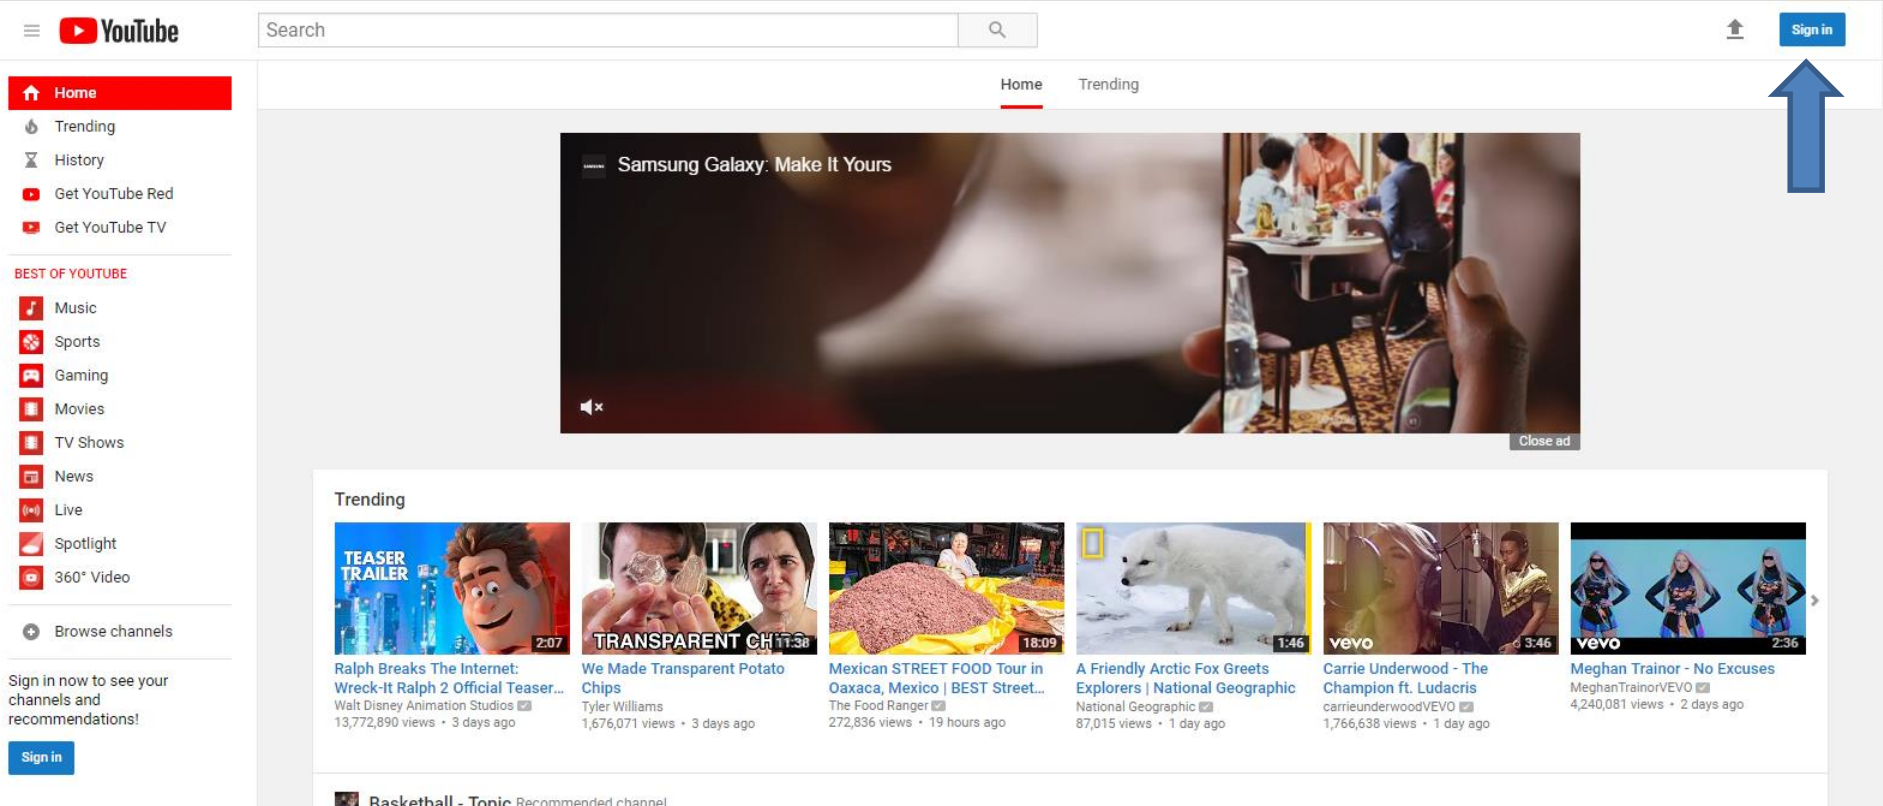 YouTube
Search
Sign in
Home
Trending
History
Get YouTube Red
Get YouTube TV
BEST OF YOUTUBE
Music
Sports
Gaming
Movies
TV Shows
News
Live
Spotlight
360° Video
Browse channels
Sign in now to see your
channels and
recommendations!
Sign in
Home Trending
SAMSUNG
Samsung Galaxy: Make It Yours
Close ad
Trending
TEASER
TRAILER
2:07
Ralph Breaks The Internet:
Wreck-It Ralph 2 Official Teaser...
Walt Disney Animation Studios
13,772,890 views • 3 days ago
TRANSPARENT CHIPS
11:38
We Made Transparent Potato
Chips
Tyler Williams
1,676,071 views • 3 days ago
18:09
Mexican STREET FOOD Tour in
Oaxaca, Mexico | BEST Street...
The Food Ranger
272,836 views • 19 hours ago
1:46
A Friendly Arctic Fox Greets
Explorers | National Geographic
National Geographic
87,015 views • 1 day ago
vevo
3:46
Carrie Underwood - The
Champion ft. Ludacris
carrieunderwoodVEVO
1,766,638 views • 1 day ago
vevo
2:36
Meghan Trainor - No Excuses
MeghanTrainorVEVO
4,240,081 views • 2 days ago
Basketball - Topic Recommended channel